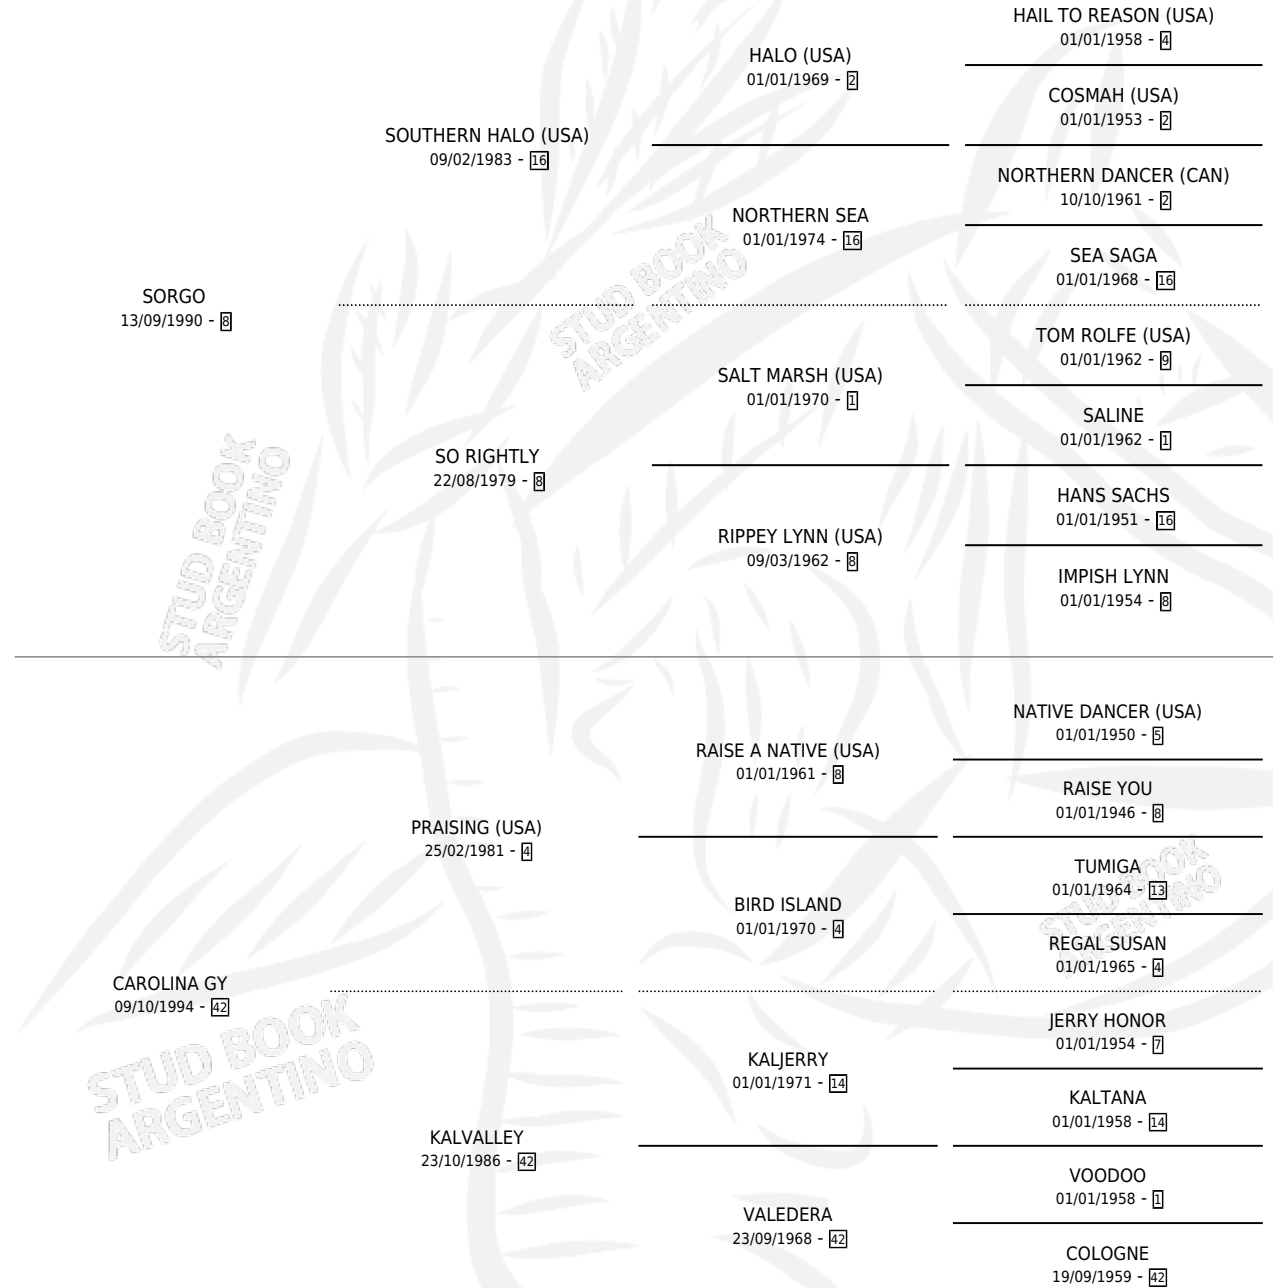 HAIL TO REASON (USA)
01/01/1958 - 4
HALO (USA)
01/01/1969 - 2
COSMAH (USA)
01/01/1953 - 2
SOUTHERN HALO (USA)
09/02/1983 - 16
NORTHERN DANCER (CAN)
10/10/1961 - 2
NORTHERN SEA
01/01/1974 - 16
SEA SAGA
01/01/1968 - 16
SORGO
13/09/1990 - 8
STUD BOOK
ARGENTINO
TOM ROLFE (USA)
01/01/1962 - 9
SALT MARSH (USA)
01/01/1970 - 1
SALINE
01/01/1962 - 1
SO RIGHTLY
22/08/1979 - 8
HANS SACHS
01/01/1951 - 16
RIPPEY LYNN (USA)
09/03/1962 - 8
IMPISH LYNN
01/01/1954 - 8
STUD BOOK
ARGENTINO
NATIVE DANCER (USA)
01/01/1950 - 5
RAISE A NATIVE (USA)
01/01/1961 - 8
RAISE YOU
01/01/1946 - 8
PRAISING (USA)
25/02/1981 - 4
TUMIGA
01/01/1964 - 13
BIRD ISLAND
01/01/1970 - 4
REGAL SUSAN
01/01/1965 - 4
STUD BOOK
ARGENTINO
CAROLINA GY
09/10/1994 - 42
JERRY HONOR
01/01/1954 - 7
KALJERRY
01/01/1971 - 14
KALTANA
01/01/1958 - 14
STUD BOOK
ARGENTINO
KALVALLEY
23/10/1986 - 42
VOODOO
01/01/1958 - 1
VALEDERA
23/09/1968 - 42
COLOGNE
19/09/1959 - 42